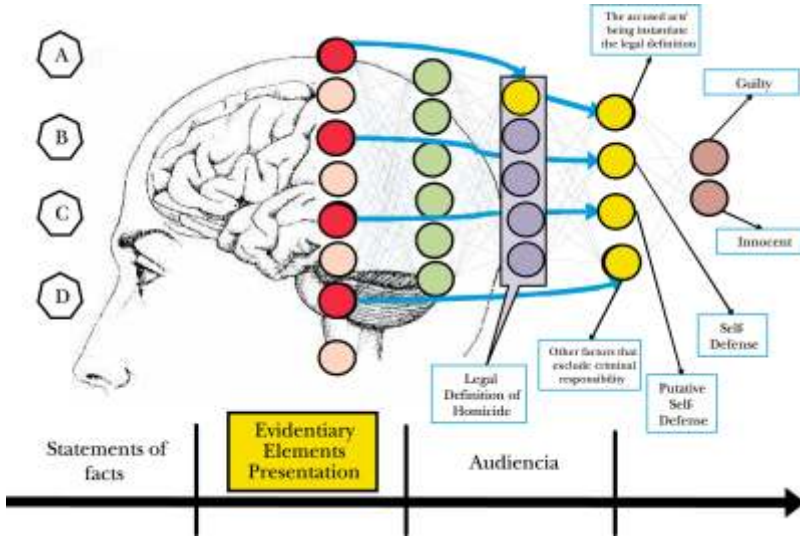 The accused acts'
being instantiate
the legal definition
A
Guilty
B
C
Innocent
D
Self
Defense
Other factors that
exclude criminal
responsibility
Legal
Definition of
Homicide
Putative
Self
Defense
Statements of
facts
Evidentiary
Elements
Presentation
Audiencia